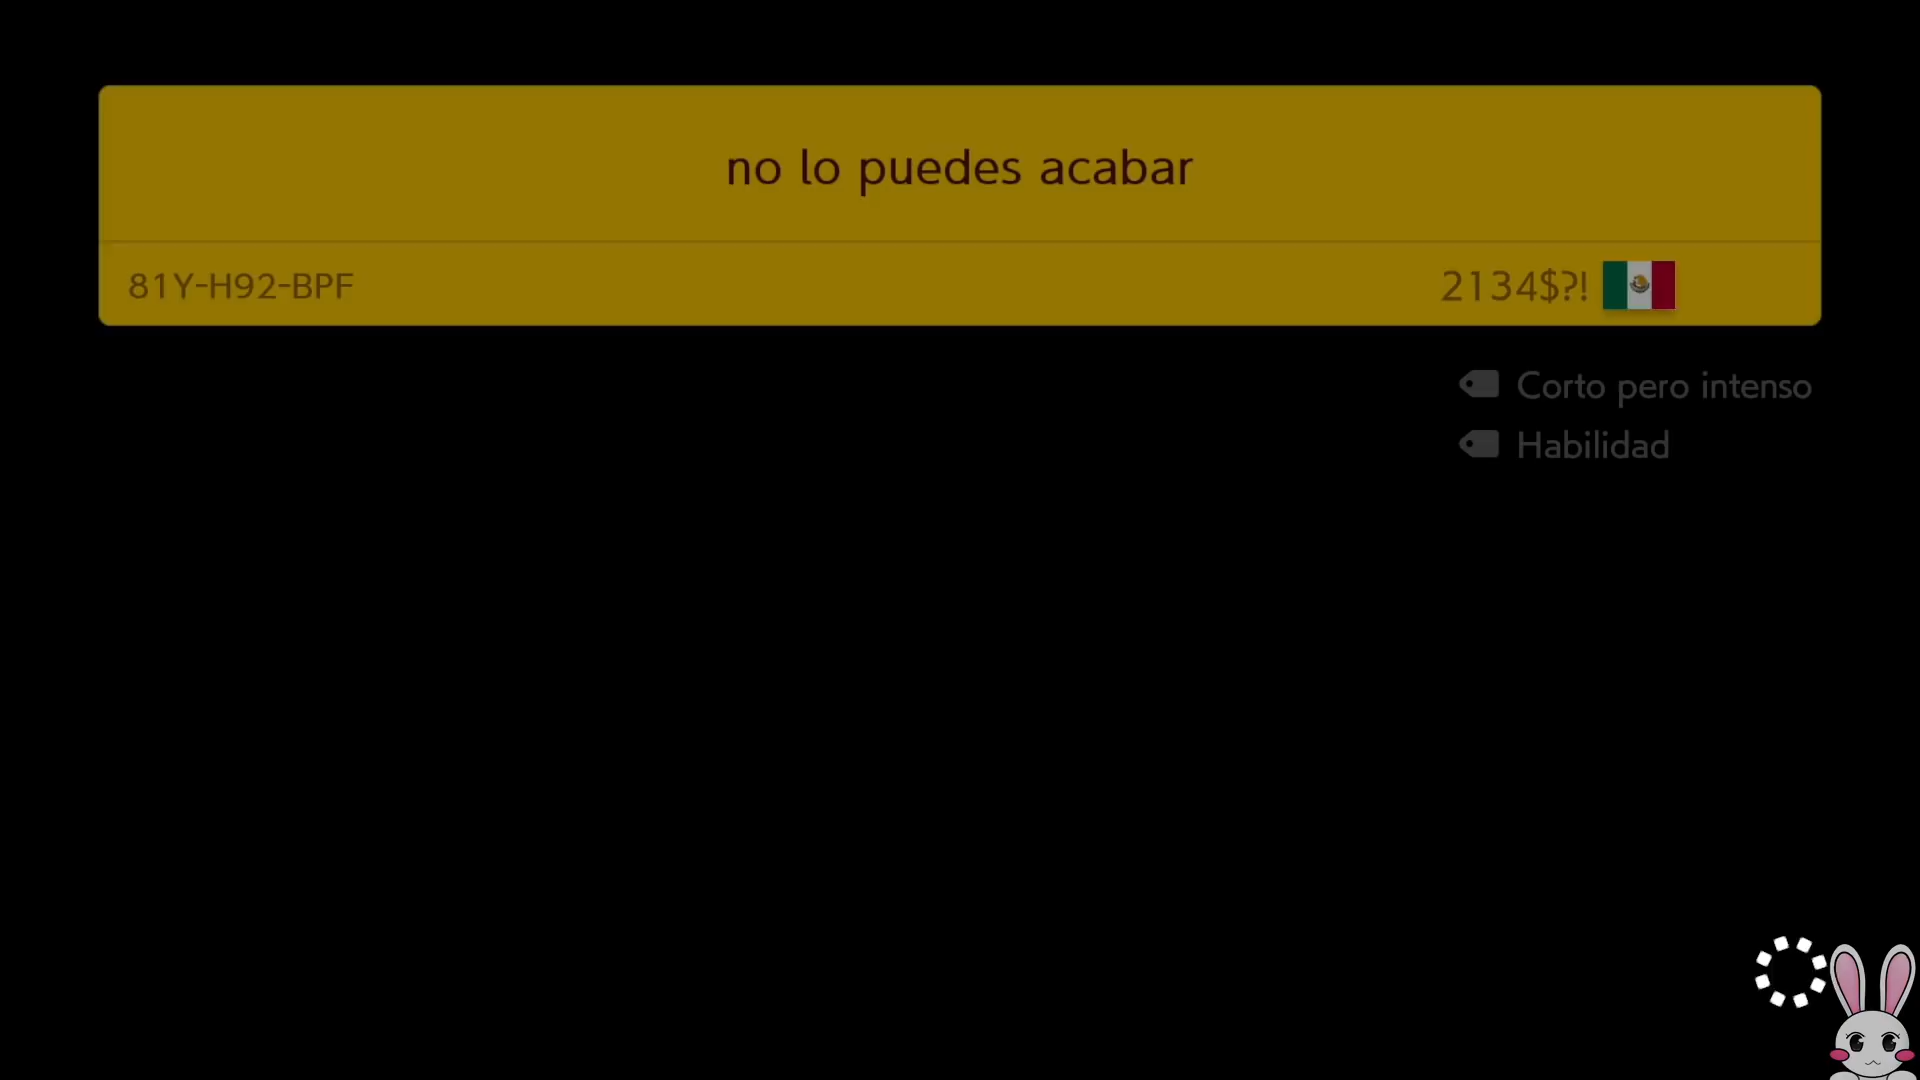 no lo puedes acabar
81Y-H92-BPF
2134$?!
Corto pero intenso
Habilidad